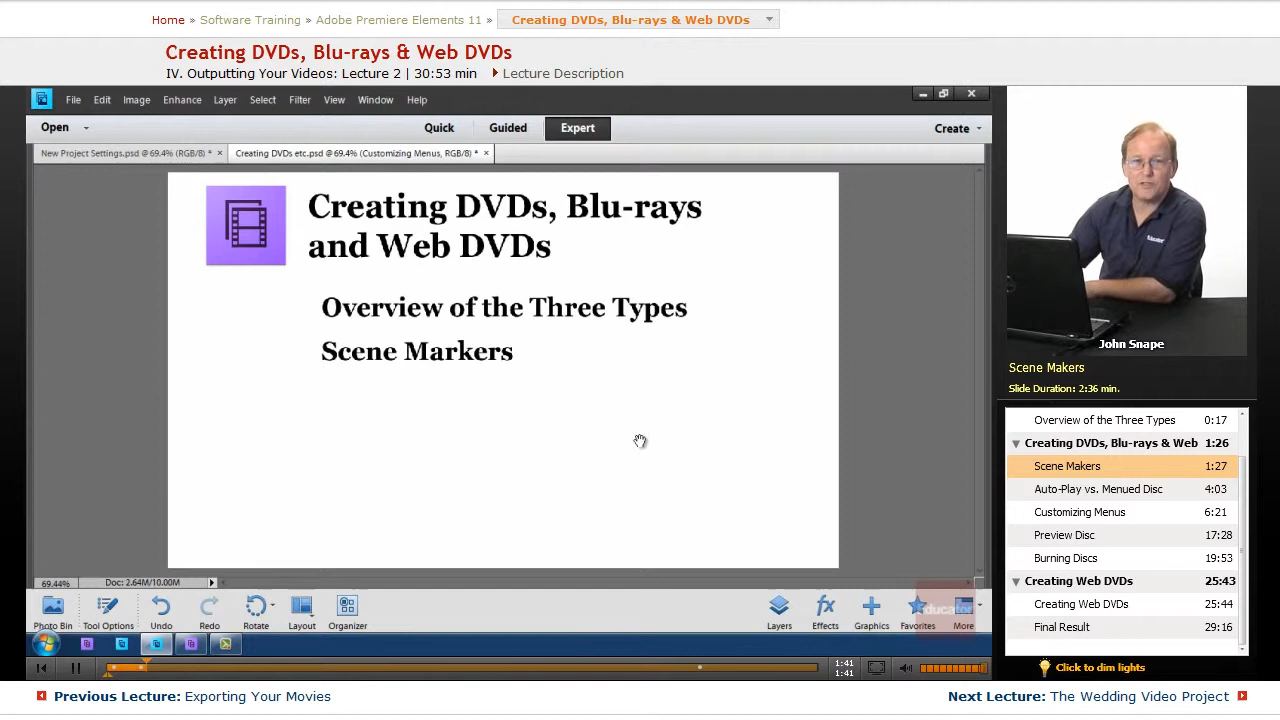 Home » Software Training » Adobe Premiere Elements 11 » Creating DVDs, Blu-rays & Web DVDs
Creating DVDs, Blu-rays & Web DVDs
IV. Outputting Your Videos: Lecture 2 | 30:53 min Lecture Description
File Edit Image Enhance Layer Select Filter View Window Help
Open Quick Guided Expert Create
New Project Settings.psd @ 69.4% (RGB/8) * × Creating DVDs etc.psd @ 69.4% (Customizing Menus, RGB/8) * ×
Creating DVDs, Blu-rays
and Web DVDs
Overview of the Three Types
Scene Markers
69.44% Doc: 2.64M/10.00M
Photo Bin Tool Options Undo Redo Rotate Layout Organizer Layers Effects Graphics Favorites More
Educator
John Snape
Scene Makers
Slide Duration: 2:36 min.
Overview of the Three Types 0:17
Creating DVDs, Blu-rays & Web 1:26
Scene Makers 1:27
Auto-Play vs. Menued Disc 4:03
Customizing Menus 6:21
Preview Disc 17:28
Burning Discs 19:53
Creating Web DVDs 25:43
Creating Web DVDs 25:44
Final Result 29:16
1:41
1:41
Click to dim lights
Previous Lecture: Exporting Your Movies
Next Lecture: The Wedding Video Project